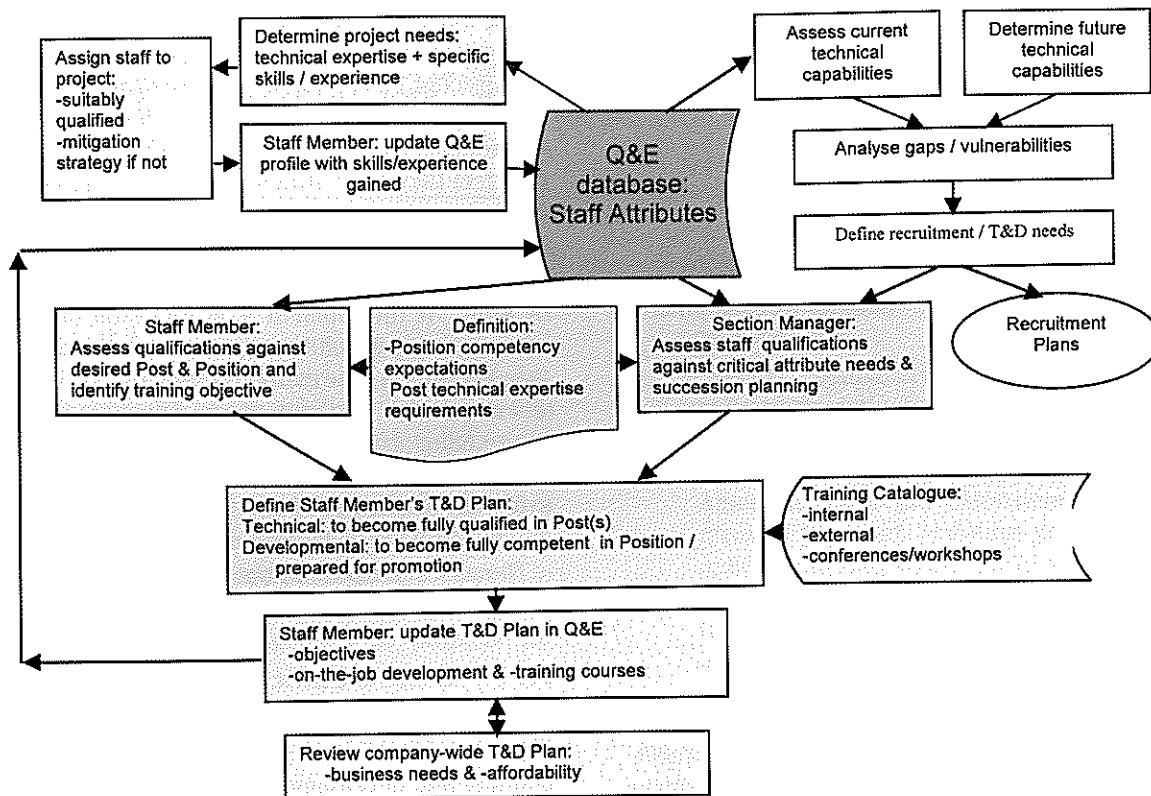 Assign staff to
project:
-suitably
qualified
-mitigation
strategy if not
Determine project needs:
technical expertise + specific
skills / experience
Staff Member: update Q&E
profile with skills/experience
gained
Q&E
database:
Staff Attributes
Assess current
technical
capabilities
Determine future
technical
capabilities
Analyse gaps / vulnerabilities
Define recruitment / T&D needs
Recruitment
Plans
Staff Member:
Assess qualifications against
desired Post & Position and
identify training objective
Definition:
-Position competency
expectations
Post technical expertise
requirements
Section Manager:
Assess staff qualifications
against critical attribute needs &
succession planning
Define Staff Member's T&D Plan:
Technical: to become fully qualified in Post(s)
Developmental: to become fully competent in Position /
prepared for promotion
Training Catalogue:
-internal
-external
-conferences/workshops
Staff Member: update T&D Plan in Q&E
-objectives
-on-the-job development & -training courses
Review company-wide T&D Plan:
-business needs & -affordability